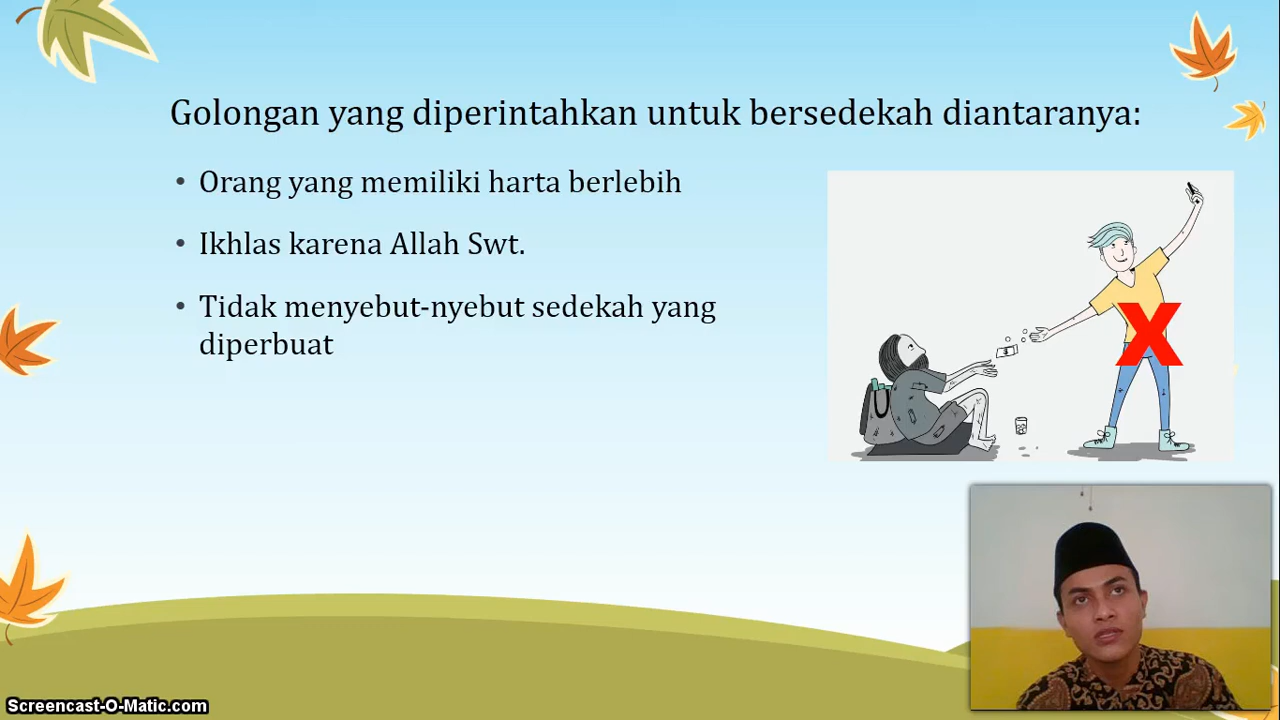 Golongan yang diperintahkan untuk bersedekah diantaranya:
• Orang yang memiliki harta berlebih
• Ikhlas karena Allah Swt.
• Tidak menyebut-nyebut sedekah yang
diperbuat
X
Screencast-O-Matic.com